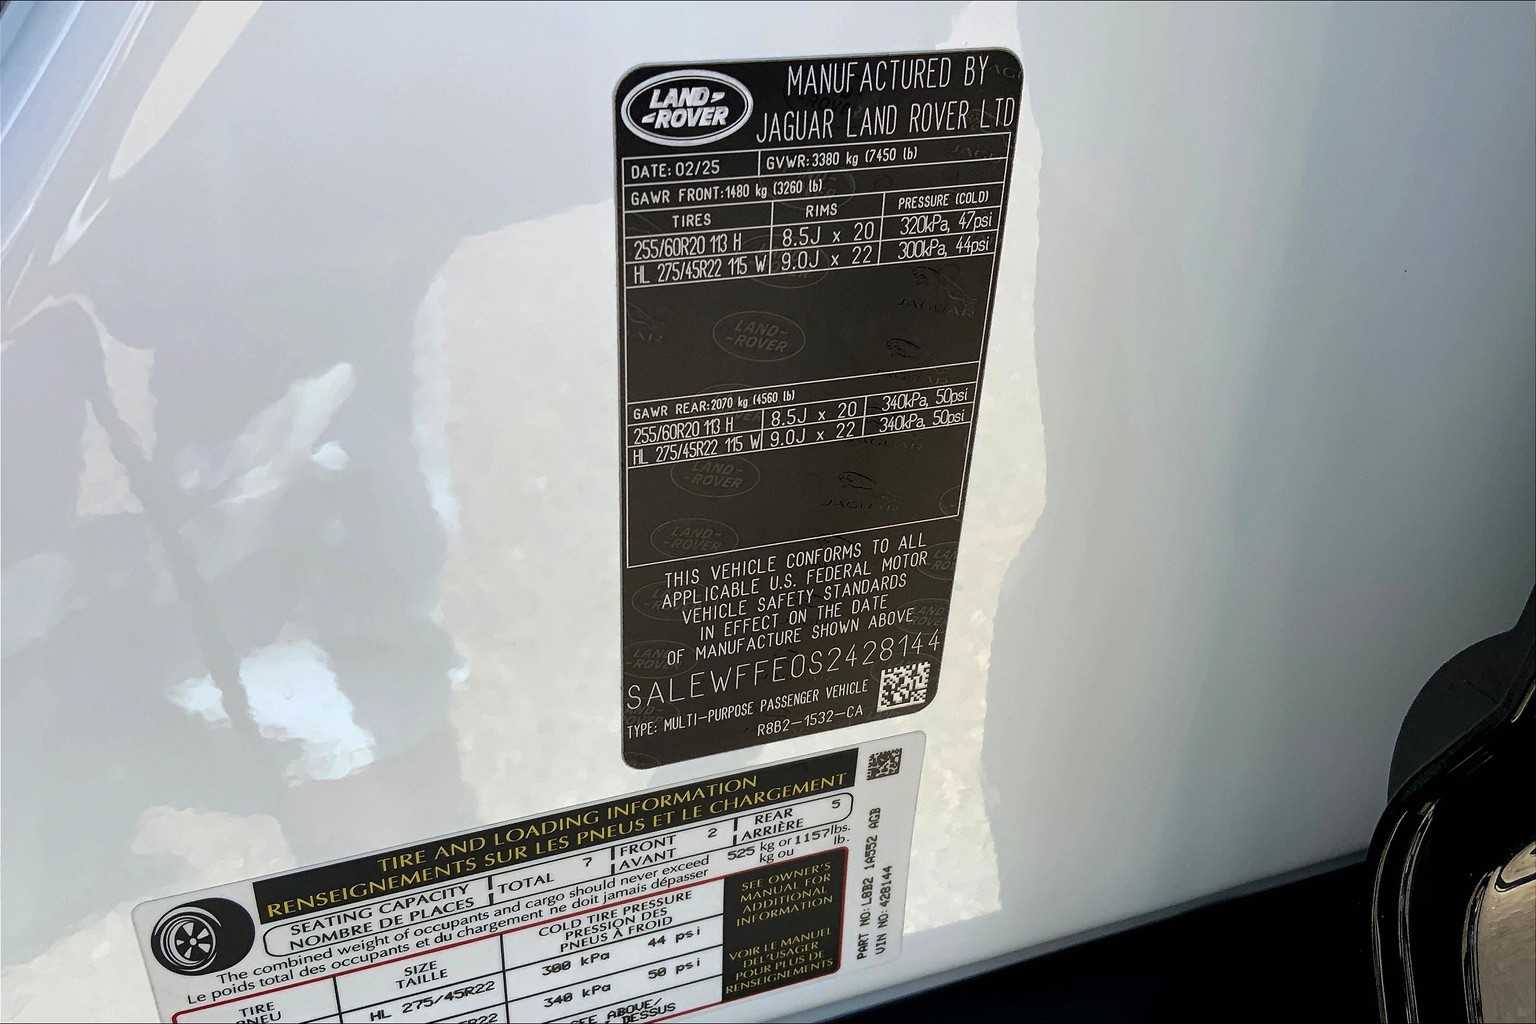 LAND-
-ROVER
MANUFACTURED BY
JAGUAR LAND ROVER LTD
DATE: 02/25 GVWR: 3380 kg (7450 lb)
GAWR FRONT: 1480 kg (3260 lb)
TIRES RIMS PRESSURE (COLD)
255/60R20 113 H 8.5J x 20 320kPa, 47psi
HL 275/45R22 115 W 9.0J x 22 300kPa, 44psi
GAWR REAR: 2070 kg (4560 lb)
255/60R20 113 H 8.5J x 20 340kPa, 50psi
HL 275/45R22 115 W 9.0J x 22 340kPa, 50psi
THIS VEHICLE CONFORMS TO ALL
APPLICABLE U.S. FEDERAL MOTOR
VEHICLE SAFETY STANDARDS
IN EFFECT ON THE DATE
OF MANUFACTURE SHOWN ABOVE
SALEWFFE0S2428144
TYPE: MULTI-PURPOSE PASSENGER VEHICLE
R8B2-1532-CA
TIRE AND LOADING INFORMATION
RENSEIGNEMENTS SUR LES PNEUS ET LE CHARGEMENT
SEATING CAPACITY TOTAL 7 FRONT 2 REAR 5
NOMBRE DE PLACES AVANT ARRIÈRE
The combined weight of occupants and cargo should never exceed 525 kg or 1157 lbs.
Le poids total des occupants et du chargement ne doit jamais dépasser kg ou lb.
TIRE
PNEU
SIZE
TAILLE
COLD TIRE PRESSURE
PRESSION DES
PNEUS À FROID
HL 275/45R22 300 kPa 44 psi
340 kPa 50 psi
SEE OWNER'S
MANUAL FOR
ADDITIONAL
INFORMATION
VOIR LE MANUEL
DE L'USAGER
POUR PLUS DE
RENSEIGNEMENTS
PART NO: L8B2 1A552 AGB
VIN NO: 428144